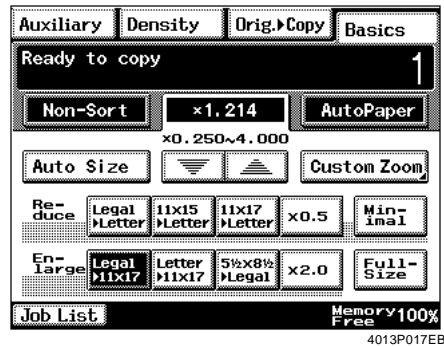 Auxiliary Density Orig.▶Copy Basics
Ready to copy 1
Non-Sort ×1.214 AutoPaper
×0.250~4.000
Auto Size Custom Zoom
Re-
duce
Legal
▶Letter
11x15
▶Letter
11x17
▶Letter
×0.5
Min-
imal
En-
large
Legal
▶11x17
Letter
▶11x17
5½x8½
▶Legal
×2.0
Full-
Size
Job List
Memory
Free 100%
4013P017EB